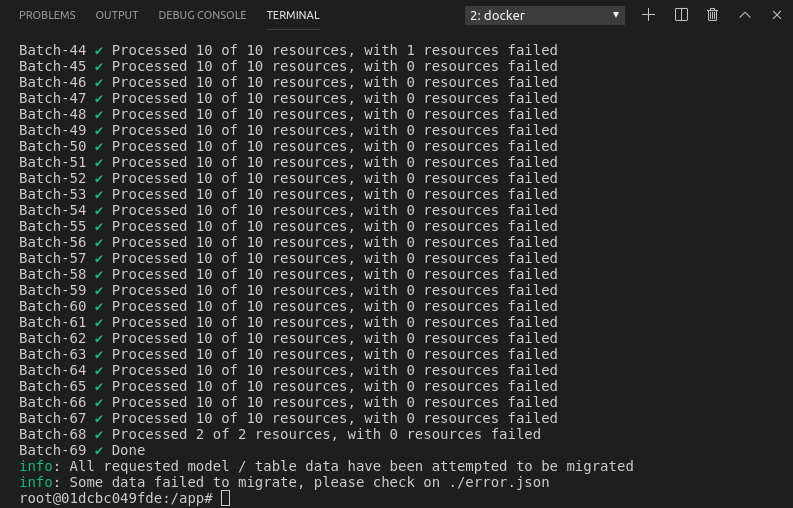 PROBLEMS OUTPUT DEBUG CONSOLE TERMINAL 2: docker
Batch-44 ✔ Processed 10 of 10 resources, with 1 resources failed
Batch-45 ✔ Processed 10 of 10 resources, with 0 resources failed
Batch-46 ✔ Processed 10 of 10 resources, with 0 resources failed
Batch-47 ✔ Processed 10 of 10 resources, with 0 resources failed
Batch-48 ✔ Processed 10 of 10 resources, with 0 resources failed
Batch-49 ✔ Processed 10 of 10 resources, with 0 resources failed
Batch-50 ✔ Processed 10 of 10 resources, with 0 resources failed
Batch-51 ✔ Processed 10 of 10 resources, with 0 resources failed
Batch-52 ✔ Processed 10 of 10 resources, with 0 resources failed
Batch-53 ✔ Processed 10 of 10 resources, with 0 resources failed
Batch-54 ✔ Processed 10 of 10 resources, with 0 resources failed
Batch-55 ✔ Processed 10 of 10 resources, with 0 resources failed
Batch-56 ✔ Processed 10 of 10 resources, with 0 resources failed
Batch-57 ✔ Processed 10 of 10 resources, with 0 resources failed
Batch-58 ✔ Processed 10 of 10 resources, with 0 resources failed
Batch-59 ✔ Processed 10 of 10 resources, with 0 resources failed
Batch-60 ✔ Processed 10 of 10 resources, with 0 resources failed
Batch-61 ✔ Processed 10 of 10 resources, with 0 resources failed
Batch-62 ✔ Processed 10 of 10 resources, with 0 resources failed
Batch-63 ✔ Processed 10 of 10 resources, with 0 resources failed
Batch-64 ✔ Processed 10 of 10 resources, with 0 resources failed
Batch-65 ✔ Processed 10 of 10 resources, with 0 resources failed
Batch-66 ✔ Processed 10 of 10 resources, with 0 resources failed
Batch-67 ✔ Processed 10 of 10 resources, with 0 resources failed
Batch-68 ✔ Processed 2 of 2 resources, with 0 resources failed
Batch-69 ✔ Done
info: All requested model / table data have been attempted to be migrated
info: Some data failed to migrate, please check on ./error.json
root@01dcbc049fde:/app#